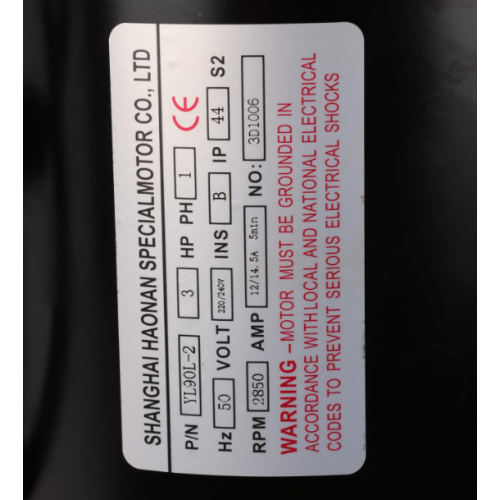 SHANGHAI HAONAN SPECIALMOTOR CO., LTD
P/N YL90L-2 3 HP PH 1 CE
Hz 50 VOLT 220/240V INS B IP 44 S2
RPM 2850 AMP 12/14.5A 5min NO: 3D1006
WARNING –MOTOR MUST BE GROUNDED IN
ACCORDANCE WITH LOCAL AND NATIONAL ELECTRICAL
CODES TO PREVENT SERIOUS ELECTRICAL SHOCKS